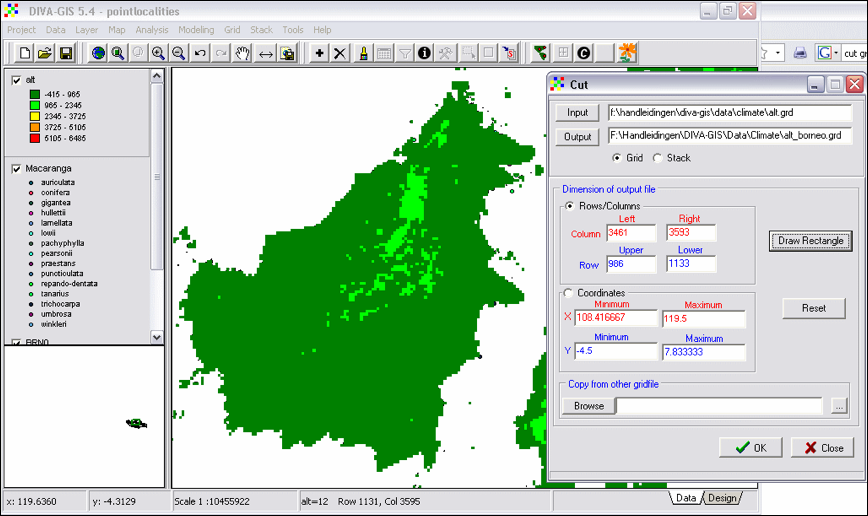 DIVA-GIS 5.4 - pointlocalities
Project Data Layer Map Analysis Modeling Grid Stack Tools Help
cut gr
alt
-415 - 965
965 - 2345
2345 - 3725
3725 - 5105
5105 - 6485
Macaranga
auriculata
conifera
gigantea
hullettii
lamellata
lowii
pachyphylla
pearsonii
praestans
puncticulata
repando-dentata
tanarius
trichocarpa
umbrosa
winkleri
BRN0
Cut
Input f:\handleidingen\diva-gis\data\climate\alt.grd
Output F:\Handleidingen\DIVA-GIS\Data\Climate\alt_borneo.grd
Grid Stack
Dimension of output file
Rows/Columns
Left Right
Column 3461 3593
Upper Lower
Row 986 1133
Draw Rectangle
Coordinates
Minimum Maximum
X 108.416667 119.5
Minimum Maximum
Y -4.5 7.833333
Reset
Copy from other gridfile
Browse ...
OK Close
x: 119.6360 y: -4.3129 Scale 1 :10455922 alt=12 Row 1131, Col 3595 Data Design